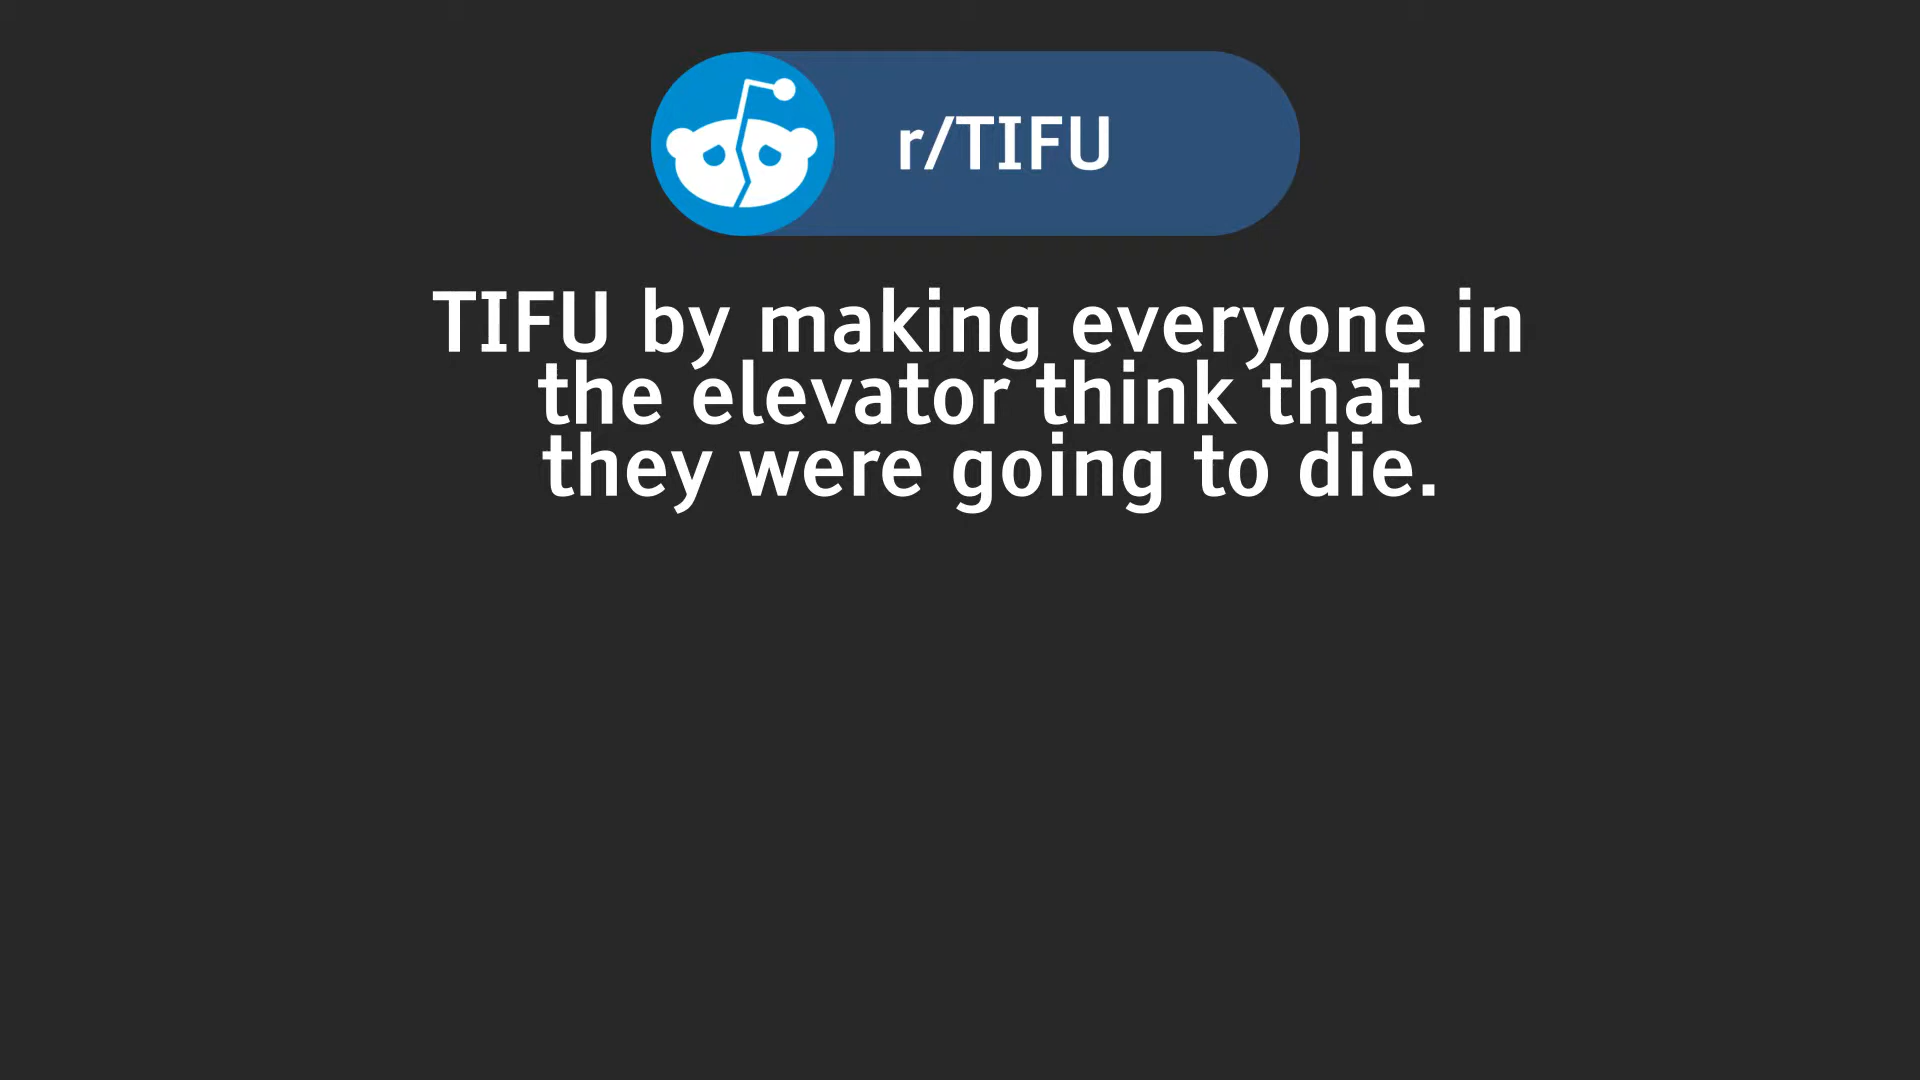 r/TIFU
TIFU by making everyone in
the elevator think that
they were going to die.